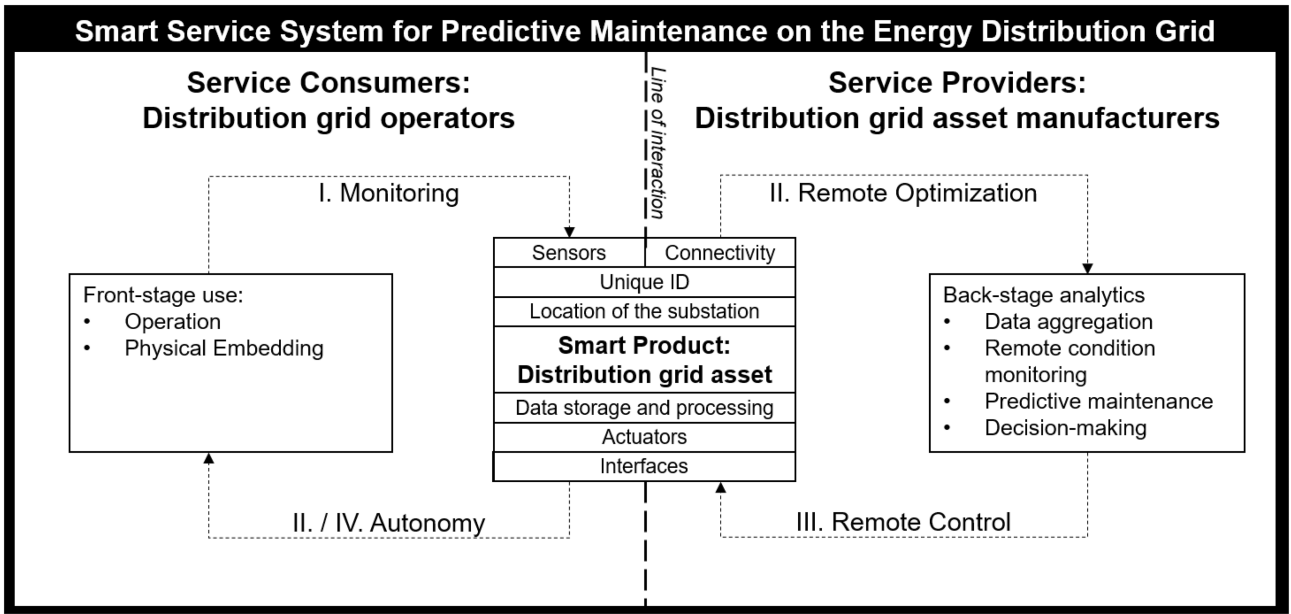 Smart Service System for Predictive Maintenance on the Energy Distribution Grid
Service Consumers:
Distribution grid operators
Line of interaction
Service Providers:
Distribution grid asset manufacturers
I. Monitoring
II. Remote Optimization
Front-stage use:
• Operation
• Physical Embedding
Sensors
Connectivity
Unique ID
Location of the substation
Smart Product:
Distribution grid asset
Data storage and processing
Actuators
Interfaces
Back-stage analytics
• Data aggregation
• Remote condition
monitoring
• Predictive maintenance
• Decision-making
II. / IV. Autonomy
III. Remote Control